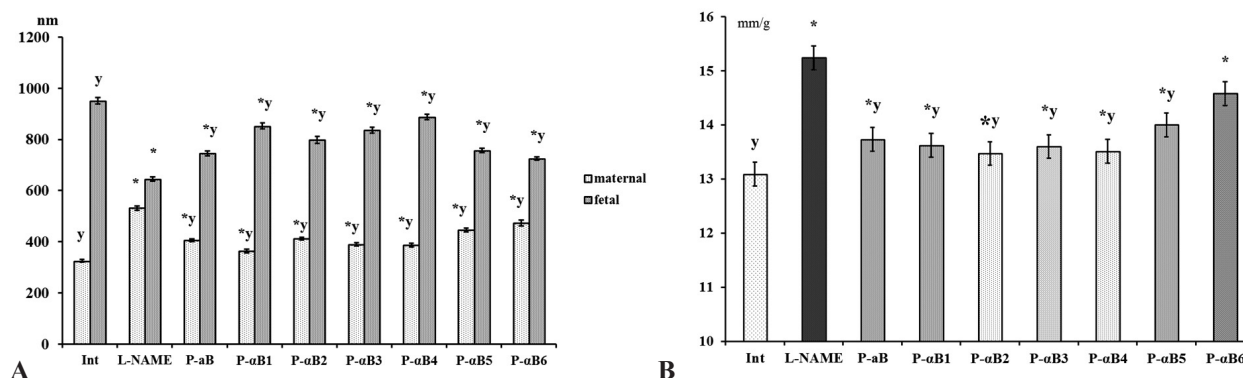 nm
1200
1000
800
600
400
200
0
y
y
*
*
*y
*y
*y
*y
*y
*y
*y
*y
*y
*y
*y
*y
*y
*y
Int L-NAME P-aB P-αB1 P-αB2 P-αB3 P-αB4 P-αB5 P-αB6
maternal
fetal
A
mm/g
16
15
14
13
12
11
10
y
*
*y
*y
*y
*y
*y
*y
*
Int L-NAME P-aB P-αB1 P-αB2 P-αB3 P-αB4 P-αB5 P-αB6
B